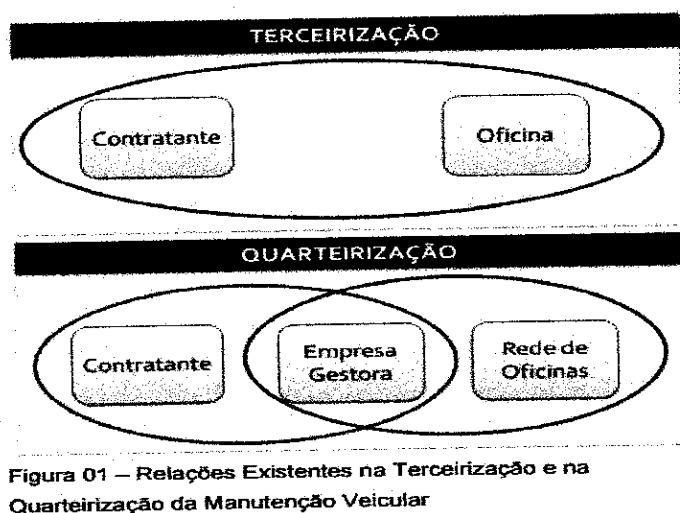 TERCEIRIZAÇÃO
Contratante
Oficina
QUARTEIRIZAÇÃO
Contratante
Empresa
Gestora
Rede de
Oficinas
Figura 01 – Relações Existentes na Terceirização e na
Quarteirização da Manutenção Veicular